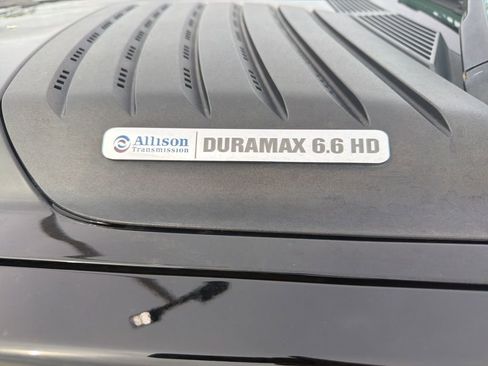 Allison DURAMAX 6.6 HD
Transmission